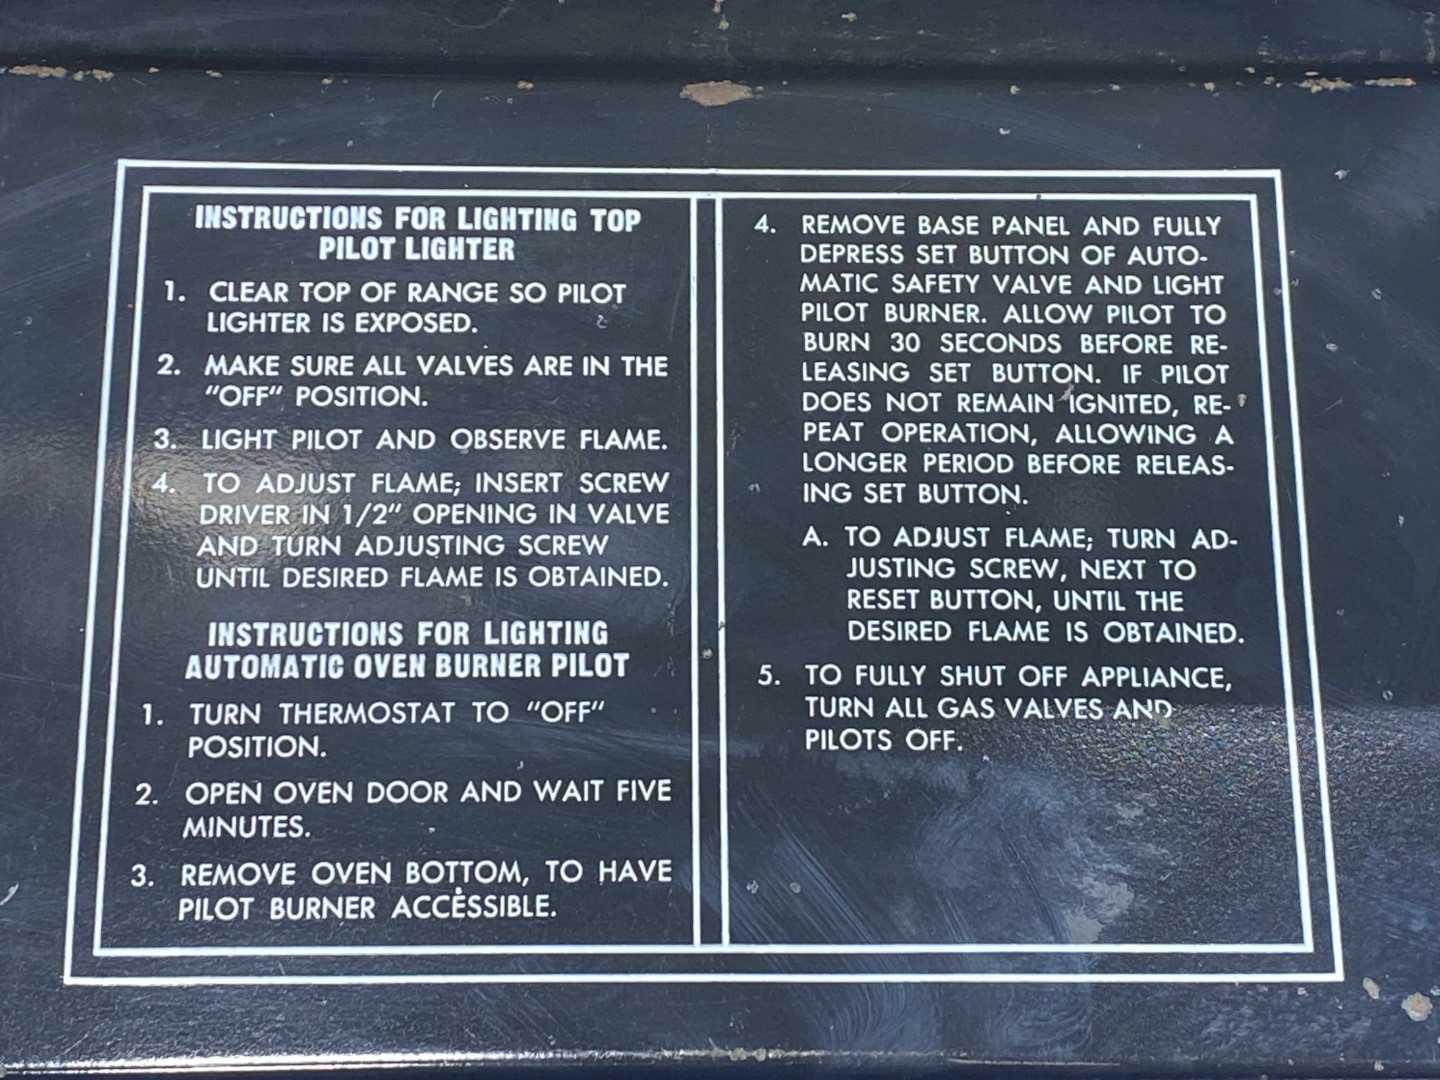 INSTRUCTIONS FOR LIGHTING TOP
PILOT LIGHTER
1. CLEAR TOP OF RANGE SO PILOT
LIGHTER IS EXPOSED.
2. MAKE SURE ALL VALVES ARE IN THE
"OFF" POSITION.
3. LIGHT PILOT AND OBSERVE FLAME.
4. TO ADJUST FLAME; INSERT SCREW
DRIVER IN 1/2" OPENING IN VALVE
AND TURN ADJUSTING SCREW
UNTIL DESIRED FLAME IS OBTAINED.
INSTRUCTIONS FOR LIGHTING
AUTOMATIC OVEN BURNER PILOT
1. TURN THERMOSTAT TO "OFF"
POSITION.
2. OPEN OVEN DOOR AND WAIT FIVE
MINUTES.
3. REMOVE OVEN BOTTOM, TO HAVE
PILOT BURNER ACCESSIBLE.
4. REMOVE BASE PANEL AND FULLY
DEPRESS SET BUTTON OF AUTO-
MATIC SAFETY VALVE AND LIGHT
PILOT BURNER. ALLOW PILOT TO
BURN 30 SECONDS BEFORE RE-
LEASING SET BUTTON. IF PILOT
DOES NOT REMAIN IGNITED, RE-
PEAT OPERATION, ALLOWING A
LONGER PERIOD BEFORE RELEAS-
ING SET BUTTON.
A. TO ADJUST FLAME; TURN AD-
JUSTING SCREW, NEXT TO
RESET BUTTON, UNTIL THE
DESIRED FLAME IS OBTAINED.
5. TO FULLY SHUT OFF APPLIANCE,
TURN ALL GAS VALVES AND
PILOTS OFF.